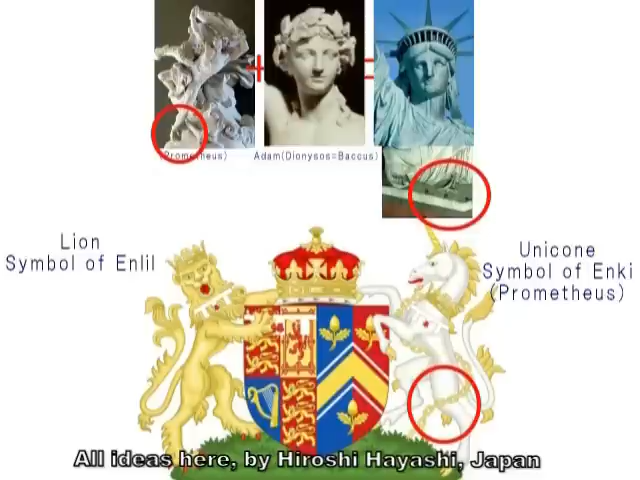 (Prometheus)
Adam(Dionysos=Baccus)
Lion
Symbol of Enlil
Unicone
Symbol of Enki
(Prometheus)
All ideas here, by Hiroshi Hayashi, Japan